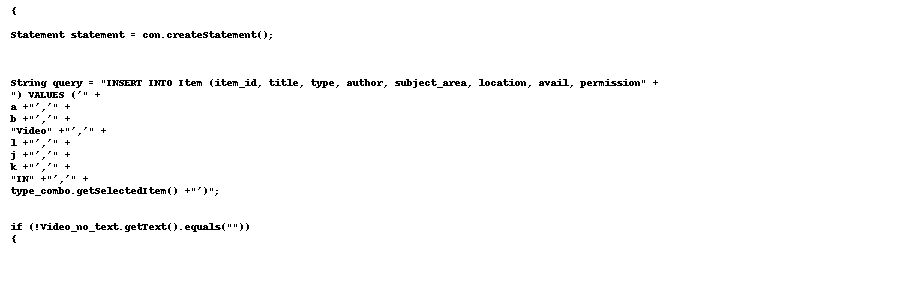 {
Statement statement = con.createStatement();
String query = "INSERT INTO Item (item_id, title, type, author, subject_area, location, avail, permission" +
") VALUES ('" +
a +"','" +
b +"','" +
"Video" +"','" +
l +"','" +
j +"','" +
k +"','" +
"IN" +"','" +
type_combo.getSelectedItem() +"')";
if (!Video_no_text.getText().equals(""))
{